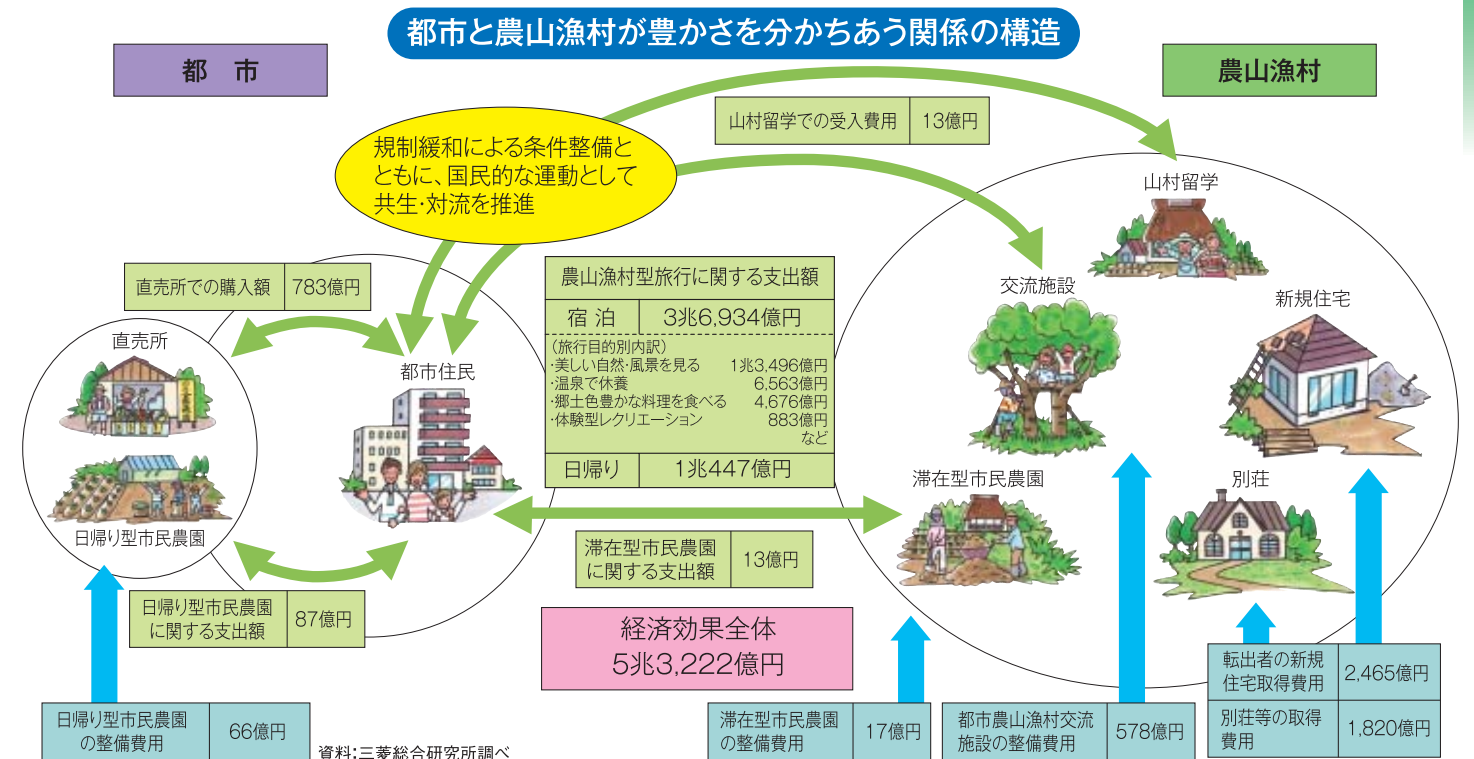 都市と農山漁村が豊かさを分かちあう関係の構造
都 市
農山漁村
規制緩和による条件整備と
ともに、国民的な運動として
共生・対流を推進
山村留学での受入費用 13億円
山村留学
交流施設
新規住宅
直売所での購入額 783億円
直売所
都市住民
農山漁村型旅行に関する支出額
宿 泊 3兆6,934億円
（旅行目的別内訳）
・美しい自然・風景を見る 1兆3,496億円
・温泉で休養 6,563億円
・郷土色豊かな料理を食べる 4,676億円
・体験型レクリエーション 883億円
など
日帰り 1兆447億円
滞在型市民農園
別荘
日帰り型市民農園
滞在型市民農園
に関する支出額 13億円
日帰り型市民農園
に関する支出額 87億円
経済効果全体
5兆3,222億円
転出者の新規
住宅取得費用 2,465億円
別荘等の取得
費用 1,820億円
日帰り型市民農園
の整備費用 66億円
滞在型市民農園
の整備費用 17億円
都市農山漁村交流
施設の整備費用 578億円
資料:三菱総合研究所調べ